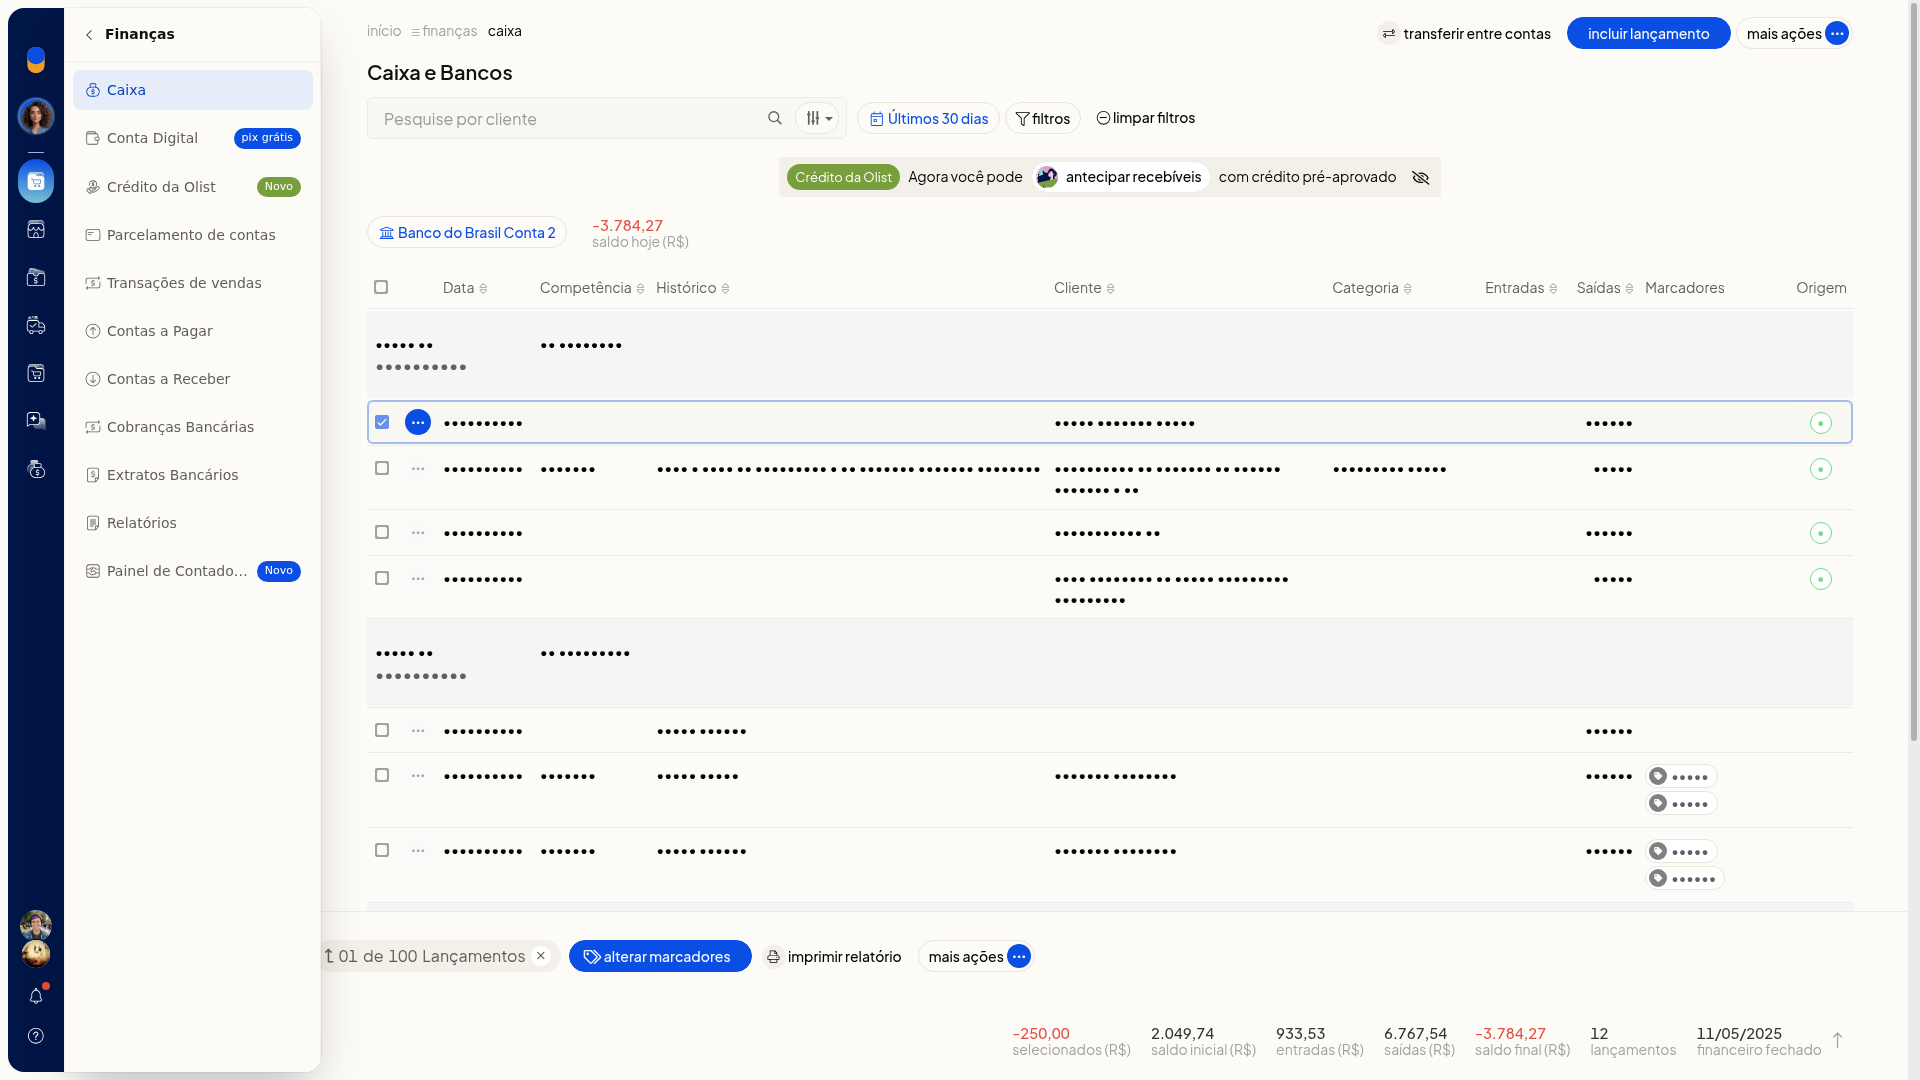 Finanças
Caixa
Conta Digital pix grátis
Crédito da Olist Novo
Parcelamento de contas
Transações de vendas
Contas a Pagar
Contas a Receber
Cobranças Bancárias
Extratos Bancários
Relatórios
Painel de Contado... Novo
início finanças caixa
transferir entre contas incluir lançamento mais ações
Caixa e Bancos
Pesquise por cliente
Últimos 30 dias filtros limpar filtros
Crédito da Olist Agora você pode antecipar recebíveis com crédito pré-aprovado
Banco do Brasil Conta 2
-3.784,27
saldo hoje (R$)
Data Competência Histórico Cliente Categoria Entradas Saídas Marcadores Origem
01 de 100 Lançamentos alterar marcadores imprimir relatório mais ações
-250,00 2.049,74 933,53 6.767,54 -3.784,27 12 11/05/2025
selecionados (R$) saldo inicial (R$) entradas (R$) saídas (R$) saldo final (R$) lançamentos financeiro fechado